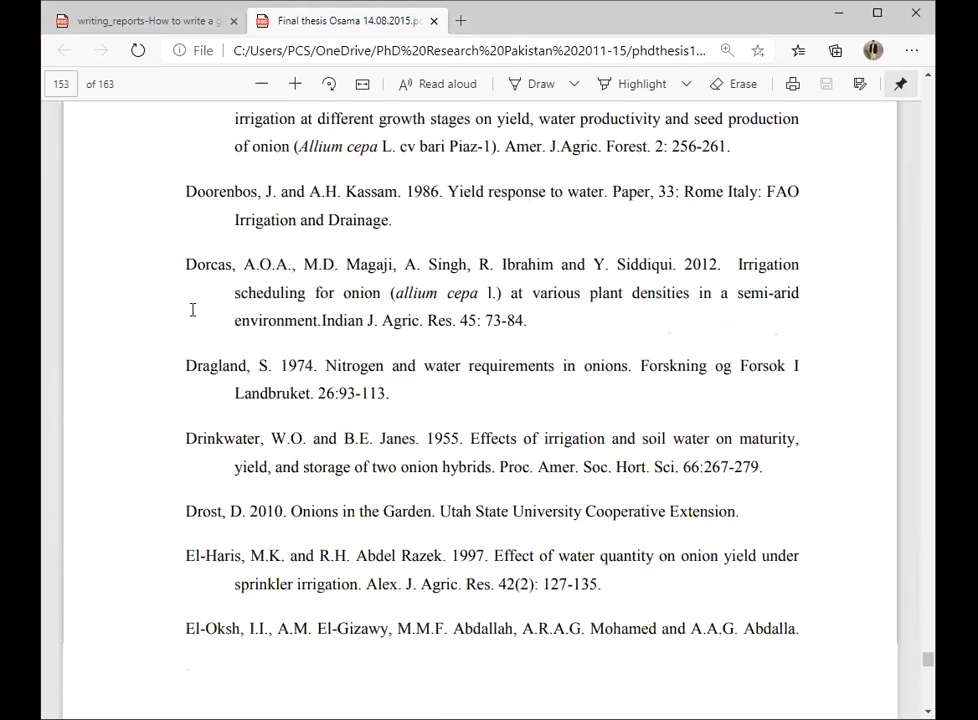 writing_reports-How to write a g
Final thesis Osama 14.08.2015.pd
File
C:/Users/PCS/OneDrive/PhD%20Research%20Pakistan%202011-15/phdthesis1...
153 of 163
Read aloud
Draw
Highlight
Erase
irrigation at different growth stages on yield, water productivity and seed production
of onion (Allium cepa L. cv bari Piaz-1). Amer. J.Agric. Forest. 2: 256-261.
Doorenbos, J. and A.H. Kassam. 1986. Yield response to water. Paper, 33: Rome Italy: FAO
Irrigation and Drainage.
Dorcas, A.O.A., M.D. Magaji, A. Singh, R. Ibrahim and Y. Siddiqui. 2012. Irrigation
scheduling for onion (allium cepa l.) at various plant densities in a semi-arid
environment.Indian J. Agric. Res. 45: 73-84.
Dragland, S. 1974. Nitrogen and water requirements in onions. Forskning og Forsok I
Landbruket. 26:93-113.
Drinkwater, W.O. and B.E. Janes. 1955. Effects of irrigation and soil water on maturity,
yield, and storage of two onion hybrids. Proc. Amer. Soc. Hort. Sci. 66:267-279.
Drost, D. 2010. Onions in the Garden. Utah State University Cooperative Extension.
El-Haris, M.K. and R.H. Abdel Razek. 1997. Effect of water quantity on onion yield under
sprinkler irrigation. Alex. J. Agric. Res. 42(2): 127-135.
El-Oksh, I.I., A.M. El-Gizawy, M.M.F. Abdallah, A.R.A.G. Mohamed and A.A.G. Abdalla.